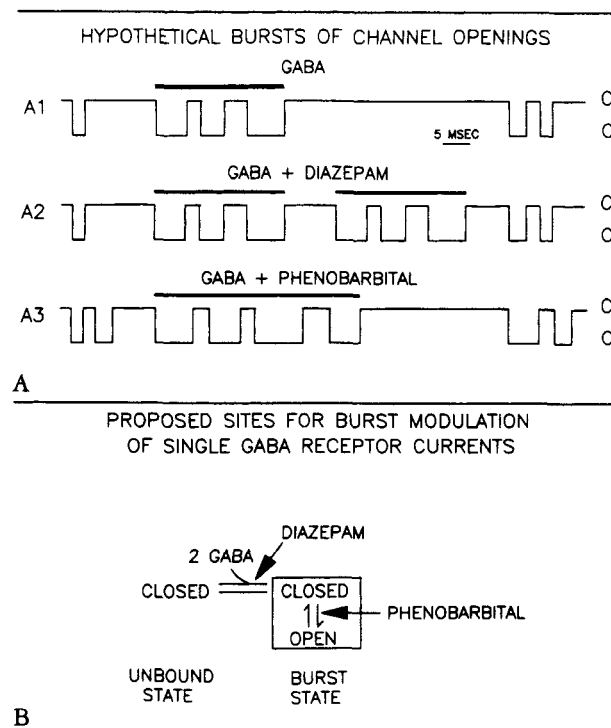 HYPOTHETICAL BURSTS OF CHANNEL OPENINGS
GABA
A1
C
O
5 MSEC
GABA + DIAZEPAM
A2
C
O
GABA + PHENOBARBITAL
A3
C
O
A
PROPOSED SITES FOR BURST MODULATION
OF SINGLE GABA RECEPTOR CURRENTS
DIAZEPAM
2 GABA
CLOSED
CLOSED
PHENOBARBITAL
OPEN
UNBOUND
STATE
BURST
STATE
B